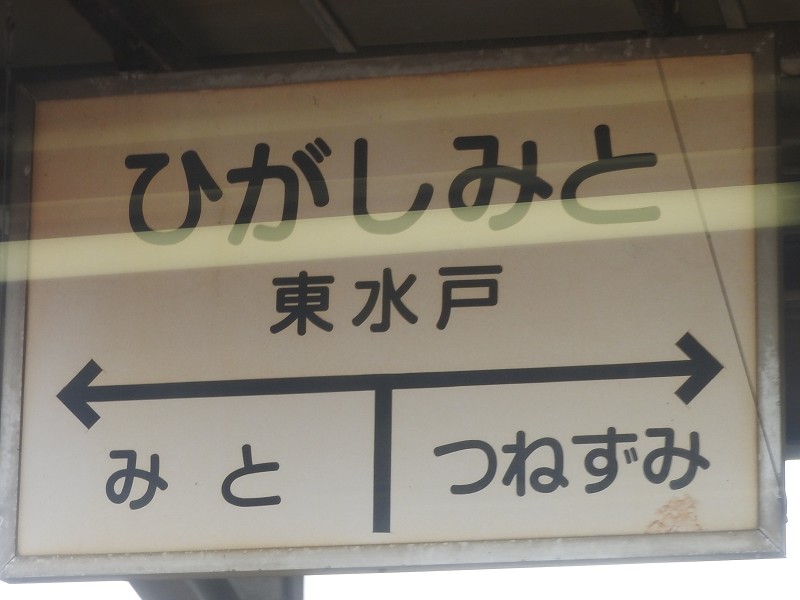 ひがしみと
東水戸
みと つねずみ